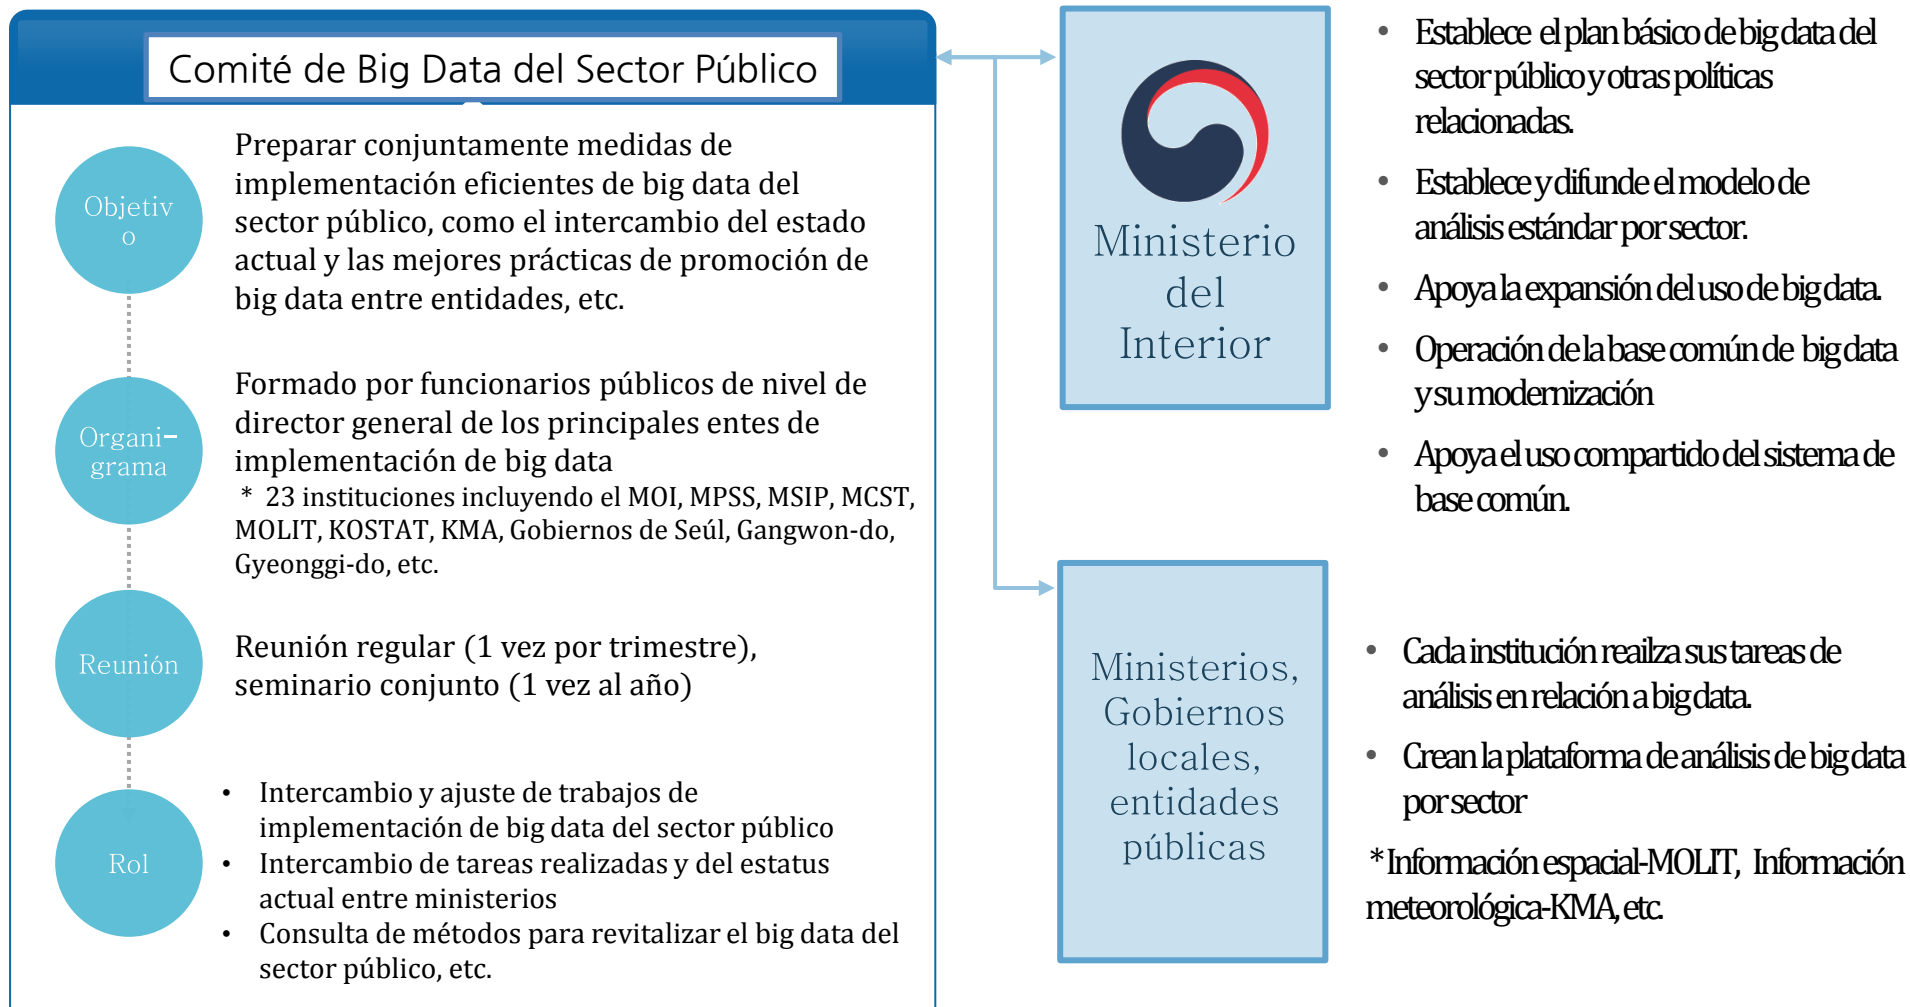 Comité de Big Data del Sector Público
Objetiv
o
Preparar conjuntamente medidas de
implementación eficientes de big data del
sector público, como el intercambio del estado
actual y las mejores prácticas de promoción de
big data entre entidades, etc.
Organi-
grama
Formado por funcionarios públicos de nivel de
director general de los principales entes de
implementación de big data
* 23 instituciones incluyendo el MOI, MPSS, MSIP, MCST,
MOLIT, KOSTAT, KMA, Gobiernos de Seúl, Gangwon-do,
Gyeonggi-do, etc.
Reunión
Reunión regular (1 vez por trimestre),
seminario conjunto (1 vez al año)
Rol
• Intercambio y ajuste de trabajos de
implementación de big data del sector público
• Intercambio de tareas realizadas y del estatus
actual entre ministerios
• Consulta de métodos para revitalizar el big data del
sector público, etc.
Ministerio
del
Interior
• Establece el plan básico de big data del
sector público y otras políticas
relacionadas.
• Establece y difunde el modelo de
análisis estándar por sector.
• Apoya la expansión del uso de big data.
• Operación de la base común de big data
y su modernización
• Apoya el uso compartido del sistema de
base común.
Ministerios,
Gobiernos
locales,
entidades
públicas
• Cada institución reailza sus tareas de
análisis en relación a big data.
• Crean la plataforma de análisis de big data
por sector
*Información espacial-MOLIT, Información
meteorológica-KMA, etc.